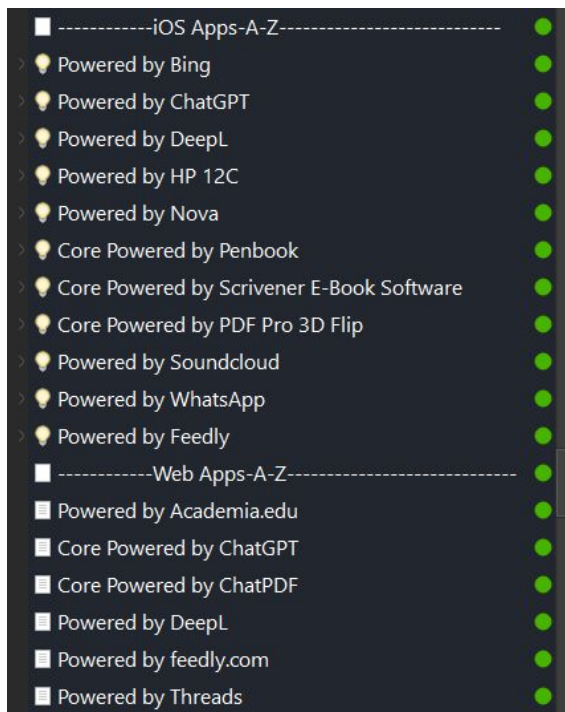 ------------iOS Apps-A-Z----------------------------
Powered by Bing
Powered by ChatGPT
Powered by DeepL
Powered by HP 12C
Powered by Nova
Core Powered by Penbook
Core Powered by Scrivener E-Book Software
Core Powered by PDF Pro 3D Flip
Powered by Soundcloud
Powered by WhatsApp
Powered by Feedly
------------Web Apps-A-Z-----------------------------
Powered by Academia.edu
Core Powered by ChatGPT
Core Powered by ChatPDF
Powered by DeepL
Powered by feedly.com
Powered by Threads